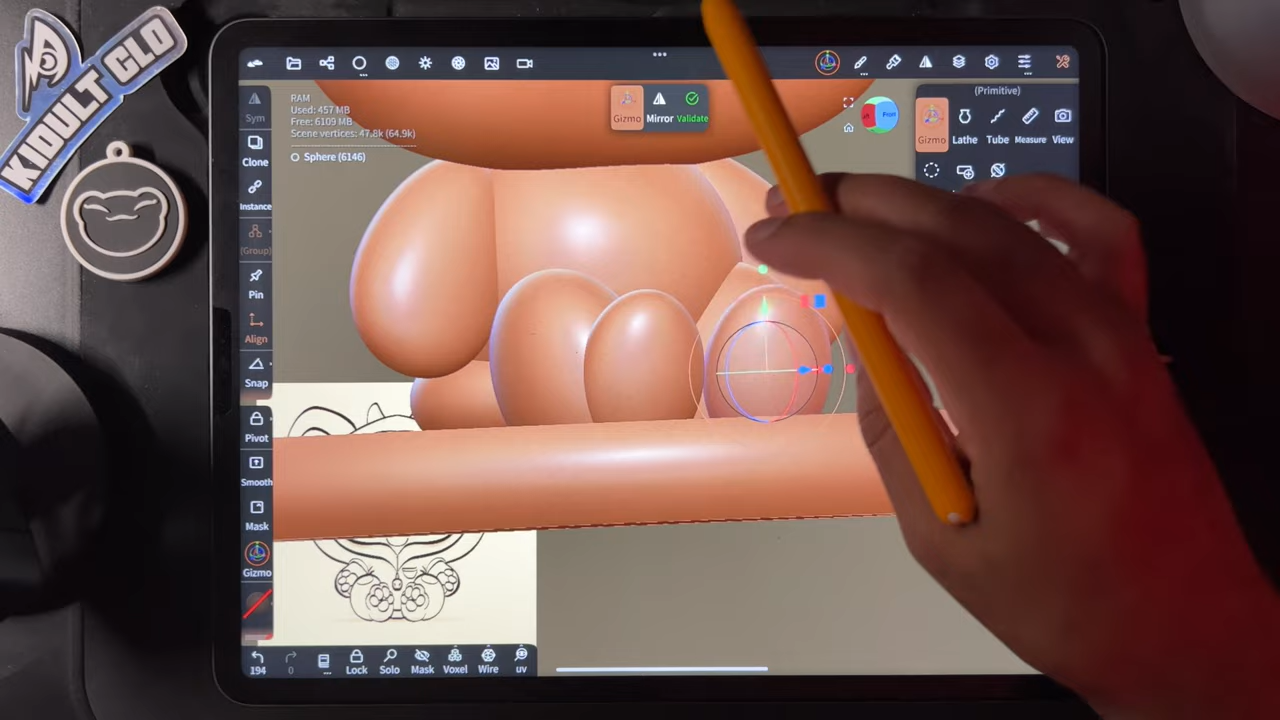 KIDULT CLO
RAM
Used: 457 MB
Free: 6109 MB
Scene vertices: 47.8k (64.9k)
Sphere (6146)
Gizmo
Mirror
Validate
Front
(Primitive)
Gizmo
Lathe
Tube
Measure
View
Sym
Clone
Instance
(Group)
Pin
Align
Snap
Pivot
Smooth
Mask
Gizmo
194
0
Lock
Solo
Mask
Voxel
Wire
uv